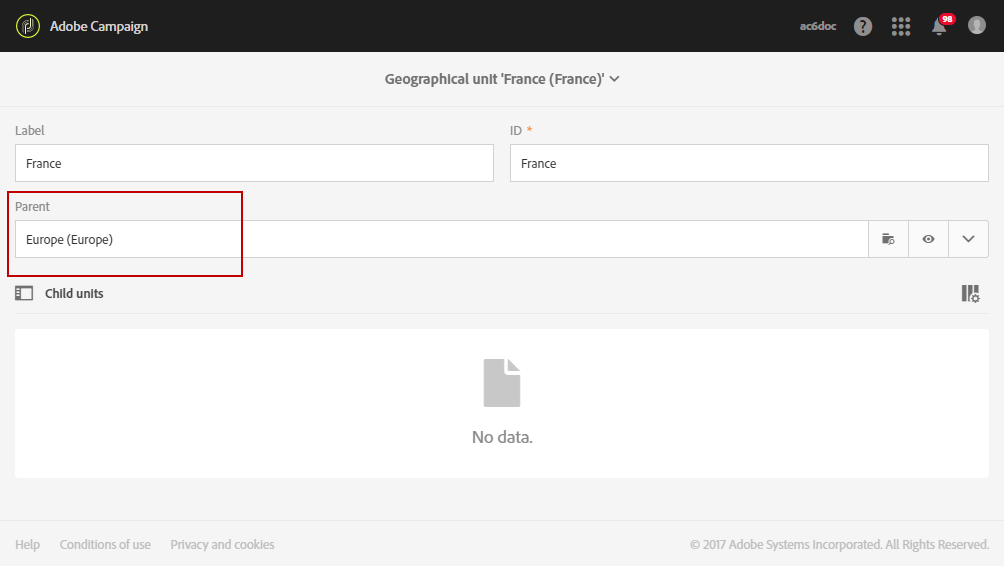 Adobe Campaign
ac6doc
98
Geographical unit 'France (France)'
Label
ID *
France
France
Parent
Europe (Europe)
Child units
No data.
Help Conditions of use Privacy and cookies
© 2017 Adobe Systems Incorporated. All Rights Reserved.